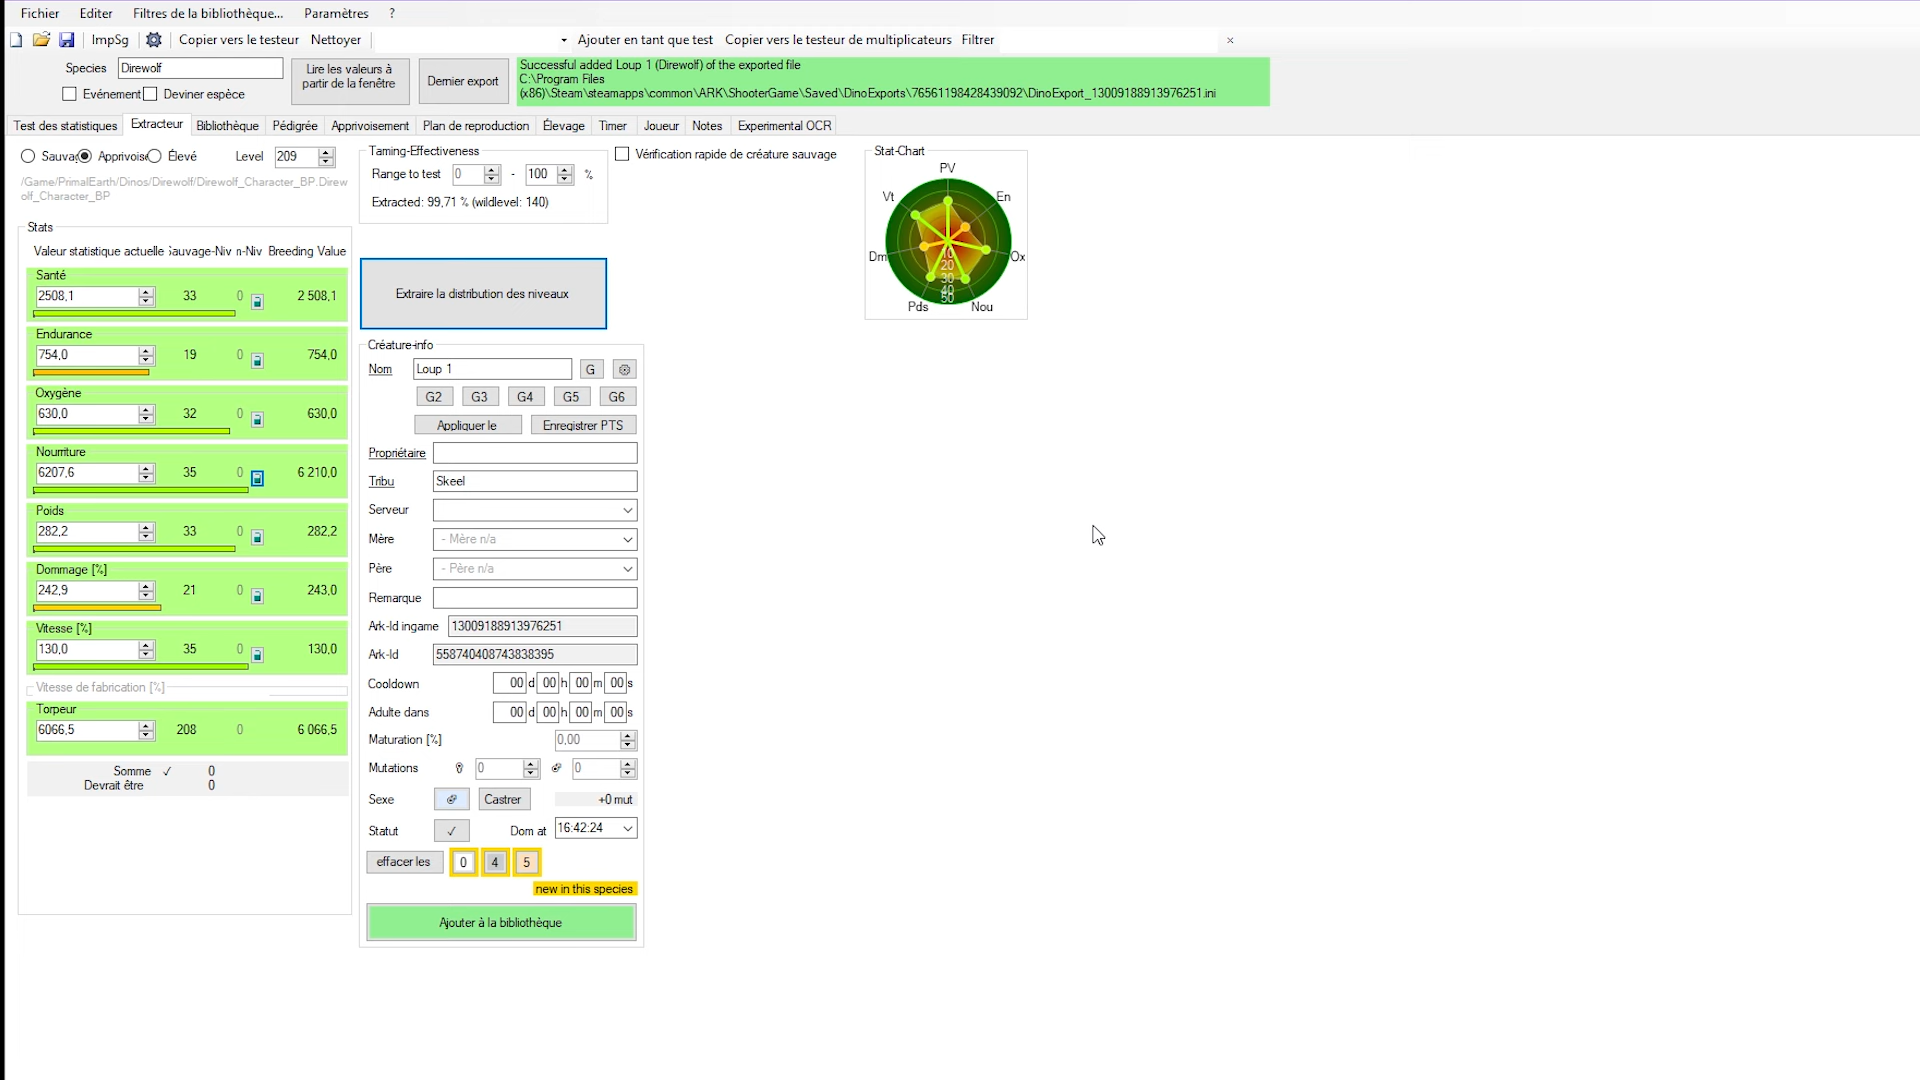 Fichier Editer Filtres de la bibliothèque... Paramètres ?
ImpSg Copier vers le testeur Nettoyer Ajouter en tant que test Copier vers le testeur de multiplicateurs Filtrer ×
Species Direwolf
Evénement Deviner espèce
Lire les valeurs à
partir de la fenêtre
Dernier export
Successful added Loup 1 (Direwolf) of the exported file
C:\Program Files
(x86)\Steam\steamapps\common\ARK\ShooterGame\Saved\DinoExports\76561198428439092\DinoExport_13009188913976251.ini
Test des statistiques Extracteur Bibliothèque Pédigrée Apprivoisement Plan de reproduction Élevage Timer Joueur Notes Experimental OCR
Sauvag Apprivoise Élevé Level 209
/Game/PrimalEarth/Dinos/Direwolf/Direwolf_Character_BP.Direw
olf_Character_BP
Stats
Valeur statistique actuelle Sauvage-Niv n-Niv Breeding Value
Santé
2508,1 33 0 2 508,1
Endurance
754,0 19 0 754,0
Oxygène
630,0 32 0 630,0
Nourriture
6207,6 35 0 6 210,0
Poids
282,2 33 0 282,2
Dommage [%]
242,9 21 0 243,0
Vitesse [%]
130,0 35 0 130,0
Vitesse de fabrication [%]
Torpeur
6066,5 208 0 6 066,5
Somme ✓ 0
Devrait être 0
Taming-Effectiveness
Range to test 0 - 100 %
Extracted: 99,71 % (wildlevel: 140)
Extraire la distribution des niveaux
Créature-info
Nom Loup 1 G
G2 G3 G4 G5 G6
Appliquer le Enregistrer PTS
Propriétaire
Tribu Skeel
Serveur
Mère - Mère n/a
Père - Père n/a
Remarque
Ark-Id ingame 13009188913976251
Ark-Id 558740408743838395
Cooldown 00 d 00 h 00 m 00 s
Adulte dans 00 d 00 h 00 m 00 s
Maturation [%] 0,00
Mutations 0 0
Sexe Castrer +0 mut
Statut ✓ Dom at 16:42:24
effacer les 0 4 5
new in this species
Ajouter à la bibliothèque
Vérification rapide de créature sauvage
Stat-Chart
PV
Vt En
Dm Ox
10
20
30
40
50
Pds Nou